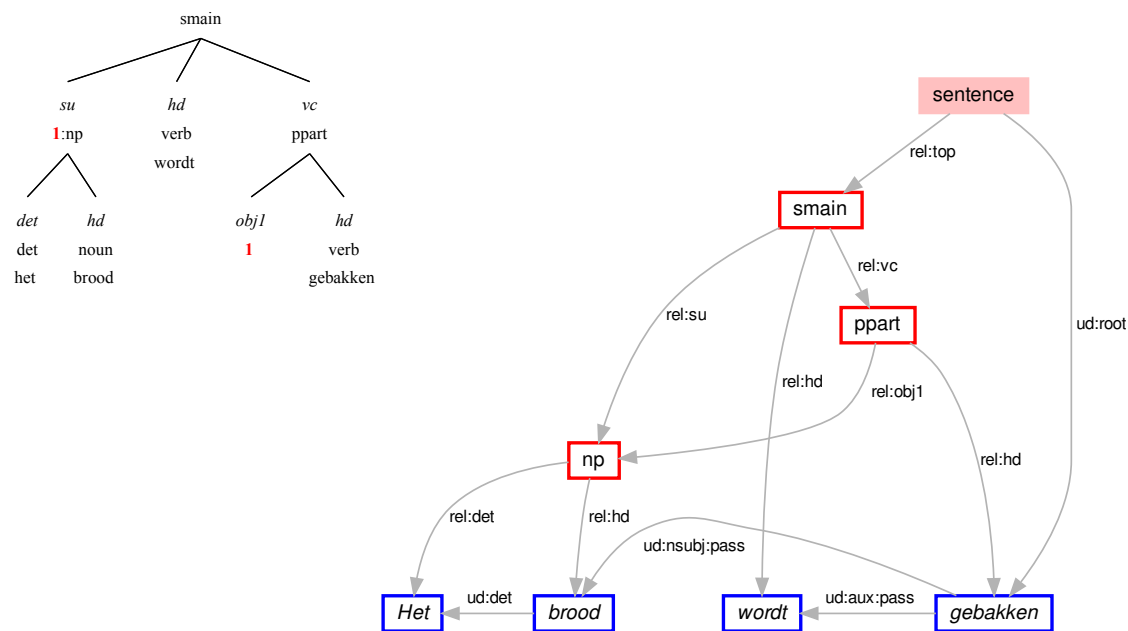 smain
su hd vc
1:np verb ppart
wordt
det hd obj1 hd
det noun 1 verb
het brood gebakken
sentence
rel:top
smain
rel:vc
rel:su
ppart
ud:root
rel:hd
rel:obj1
np
rel:hd
rel:det
rel:hd
ud:nsubj:pass
ud:det
ud:aux:pass
Het
brood
wordt
gebakken